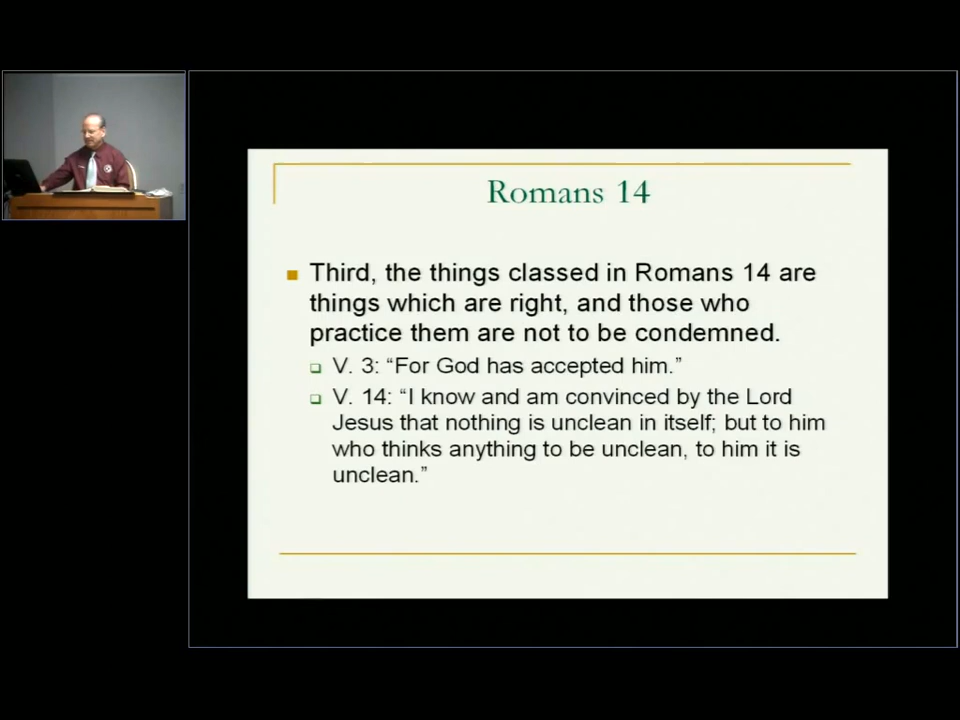 Romans 14
Third, the things classed in Romans 14 are
things which are right, and those who
practice them are not to be condemned.
V. 3: “For God has accepted him.”
V. 14: “I know and am convinced by the Lord
Jesus that nothing is unclean in itself; but to him
who thinks anything to be unclean, to him it is
unclean.”